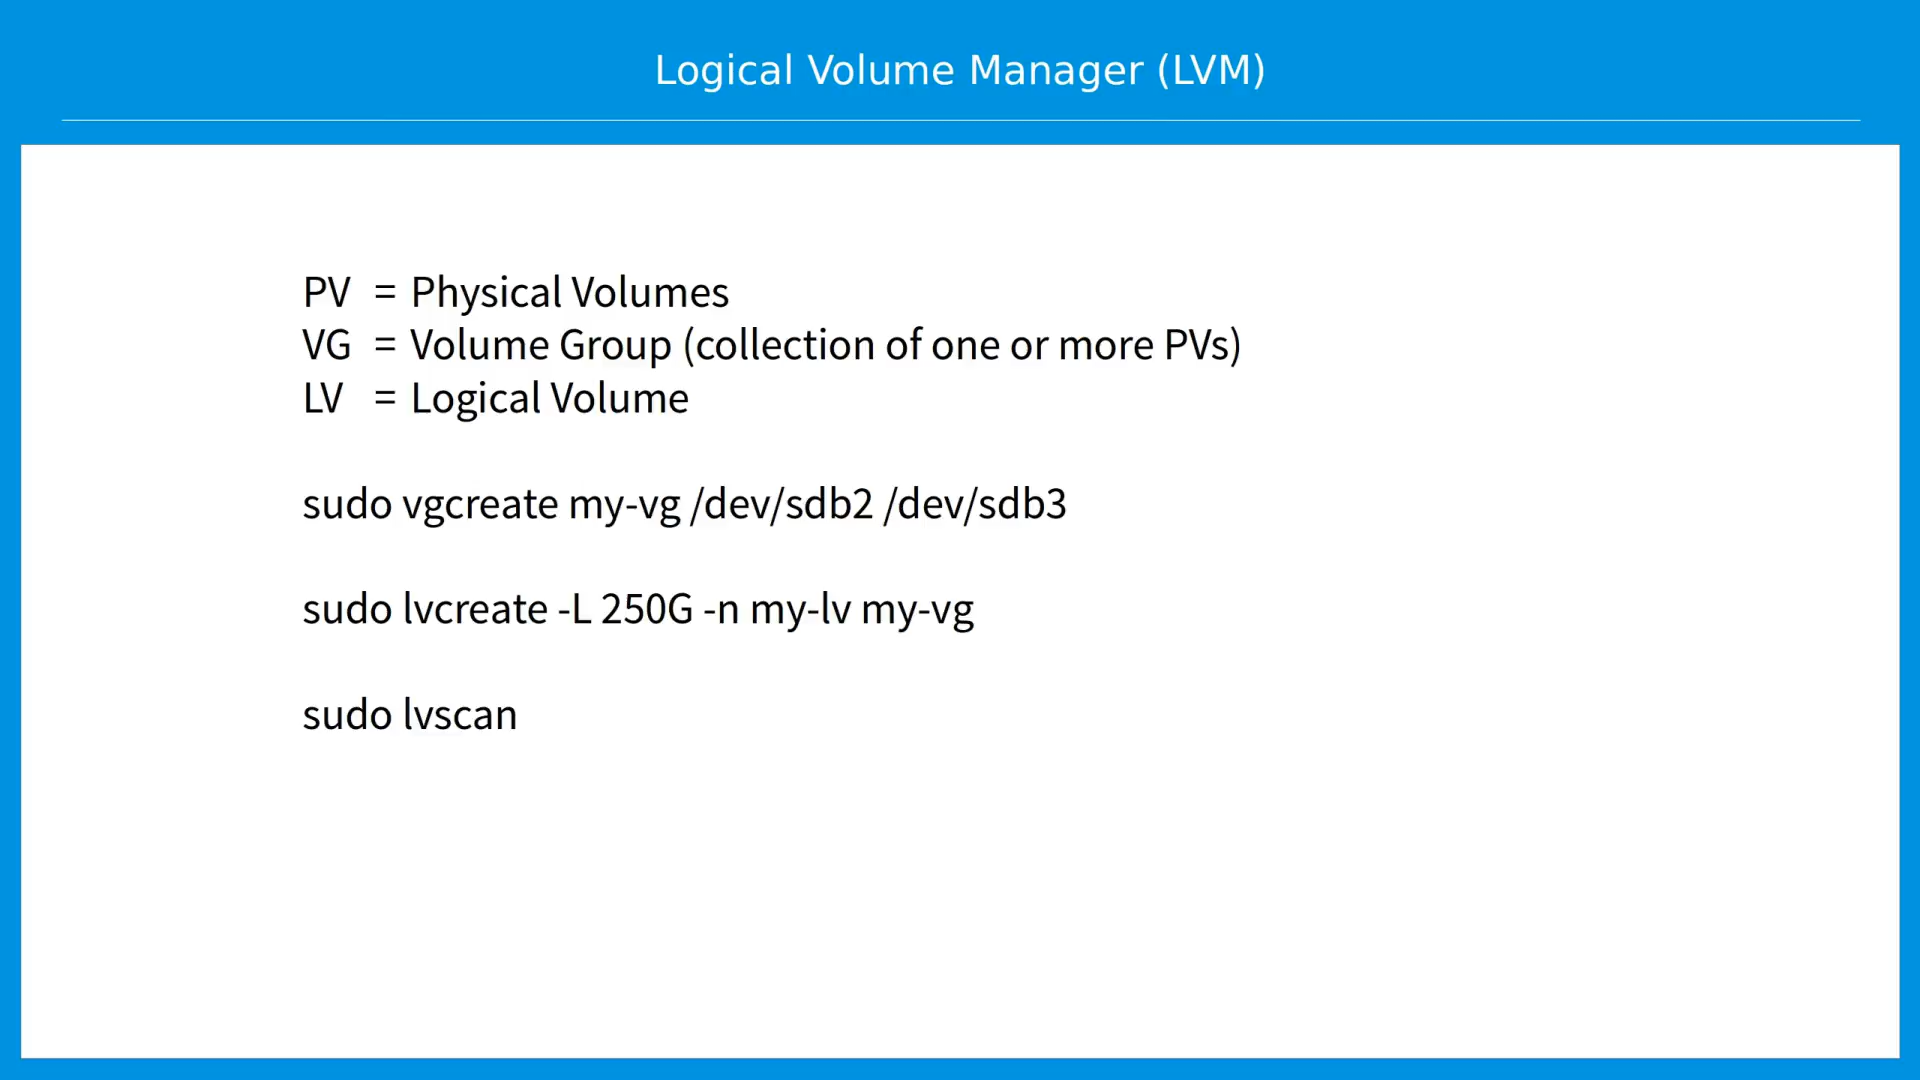 Logical Volume Manager (LVM)
PV = Physical Volumes
VG = Volume Group (collection of one or more PVs)
LV = Logical Volume
sudo vgcreate my-vg /dev/sdb2 /dev/sdb3
sudo lvcreate -L 250G -n my-lv my-vg
sudo lvscan